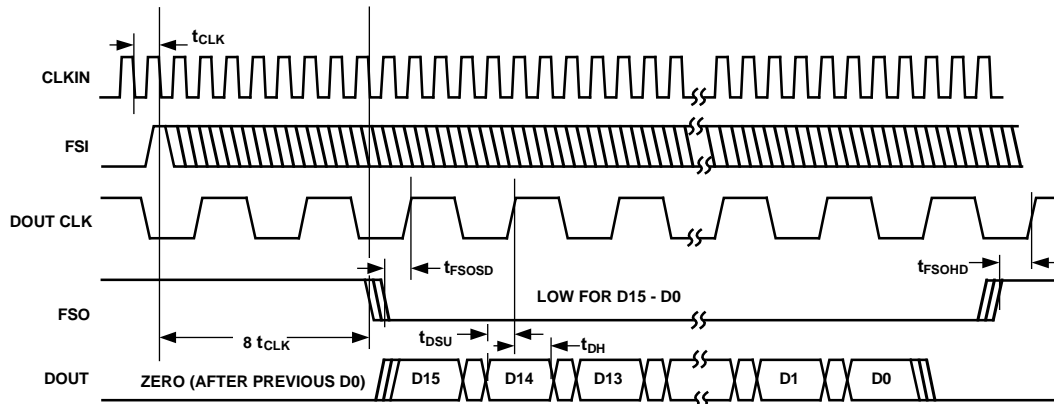 tCLK
CLKIN
FSI
DOUT CLK
tFSOSD
tFSOHD
LOW FOR D15 - D0
FSO
8 tCLK
tDSU
tDH
DOUT
ZERO (AFTER PREVIOUS D0)
D15
D14
D13
D1
D0